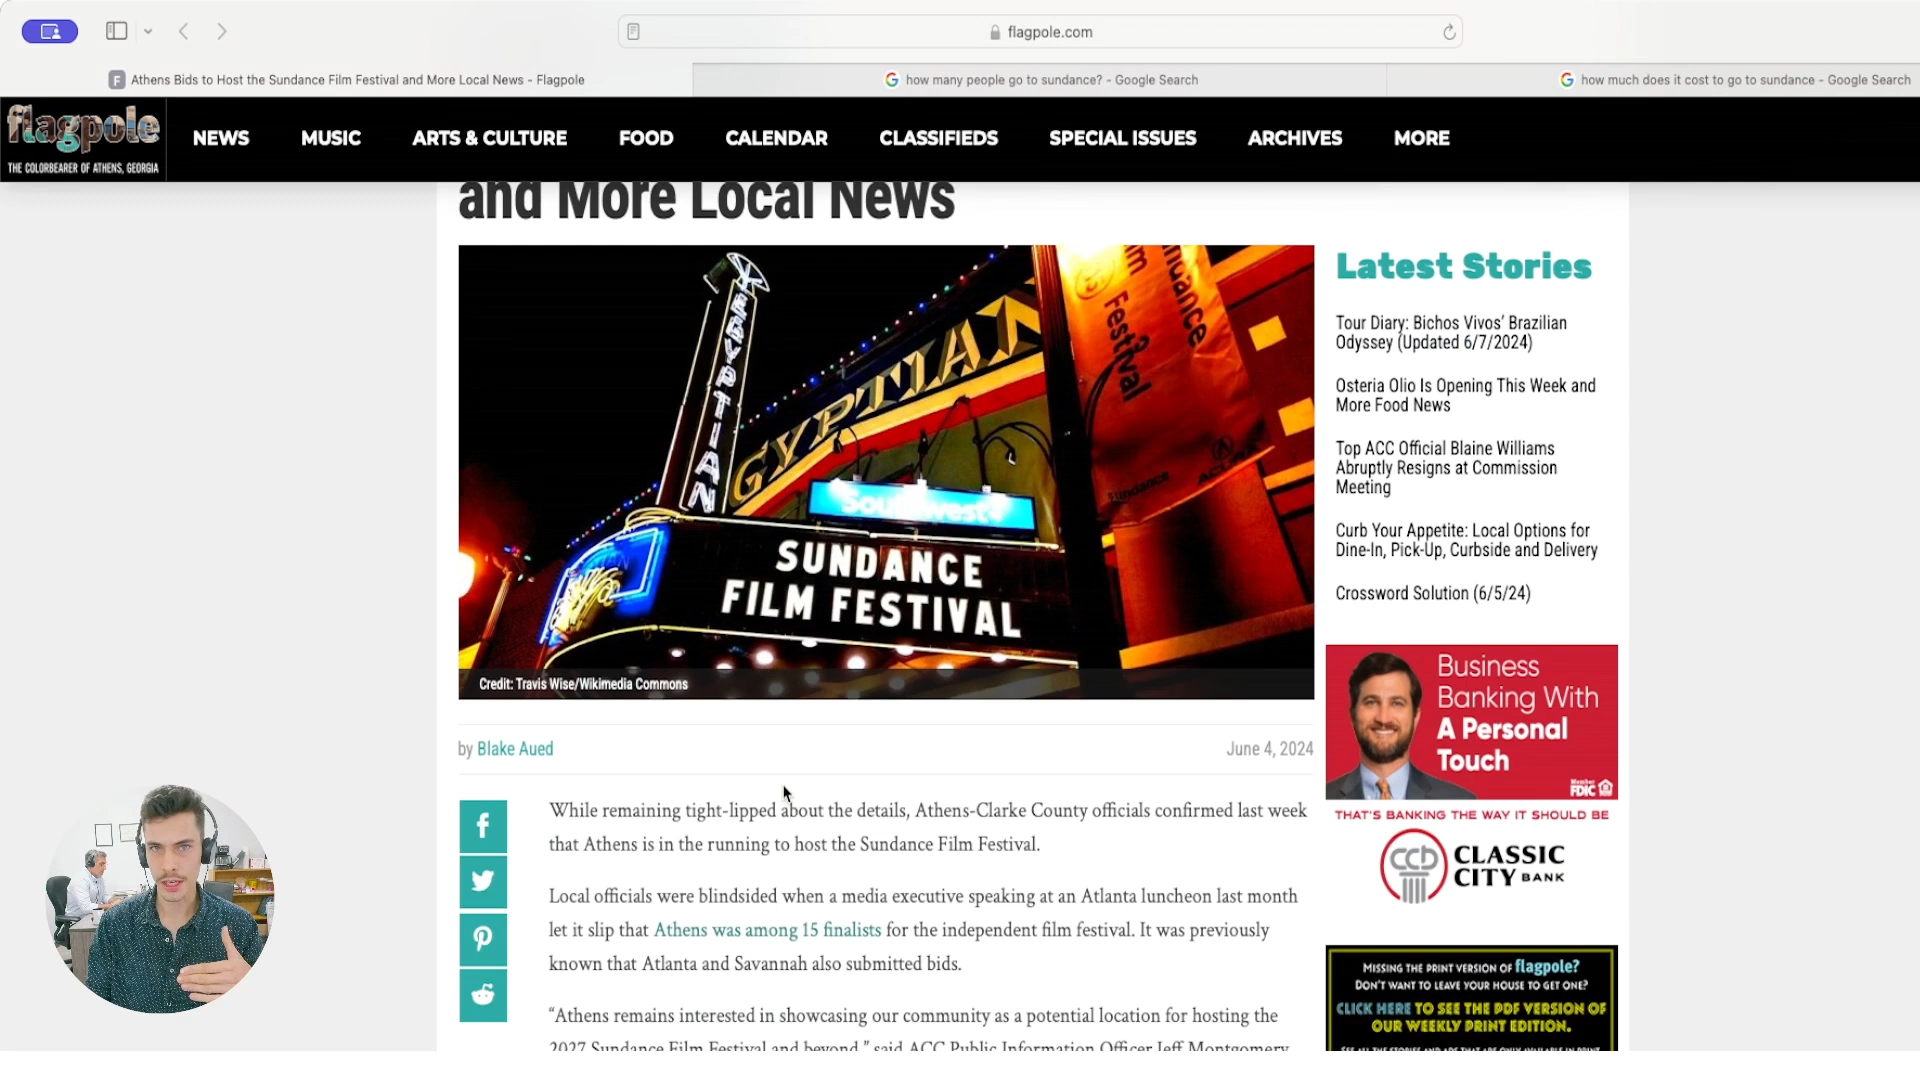 flagpole.com
F Athens Bids to Host the Sundance Film Festival and More Local News - Flagpole
how many people go to sundance? - Google Search
how much does it cost to go to sundance - Google Search
flagpole
THE COLORBEARER OF ATHENS, GEORGIA
NEWS
MUSIC
ARTS & CULTURE
FOOD
CALENDAR
CLASSIFIEDS
SPECIAL ISSUES
ARCHIVES
MORE
and More Local News
EGYPTIAN
GYPTIAN
Southwest
SUNDANCE
FILM FESTIVAL
Festival
sundance
ACURA
Credit: Travis Wise/Wikimedia Commons
by Blake Aued
June 4, 2024
While remaining tight-lipped about the details, Athens-Clarke County officials confirmed last week
that Athens is in the running to host the Sundance Film Festival.
Local officials were blindsided when a media executive speaking at an Atlanta luncheon last month
let it slip that Athens was among 15 finalists for the independent film festival. It was previously
known that Atlanta and Savannah also submitted bids.
“Athens remains interested in showcasing our community as a potential location for hosting the
2027 Sundance Film Festival and beyond,” said ACC Public Information Officer Jeff Montgomery
Latest Stories
Tour Diary: Bichos Vivos’ Brazilian
Odyssey (Updated 6/7/2024)
Osteria Olio Is Opening This Week and
More Food News
Top ACC Official Blaine Williams
Abruptly Resigns at Commission
Meeting
Curb Your Appetite: Local Options for
Dine-In, Pick-Up, Curbside and Delivery
Crossword Solution (6/5/24)
Business
Banking With
A Personal
Touch
Member
FDIC
THAT'S BANKING THE WAY IT SHOULD BE
CCB
CLASSIC
CITY BANK
MISSING THE PRINT VERSION OF flagpole?
DON'T WANT TO LEAVE YOUR HOUSE TO GET ONE?
CLICK HERE TO SEE THE PDF VERSION OF
OUR WEEKLY PRINT EDITION.